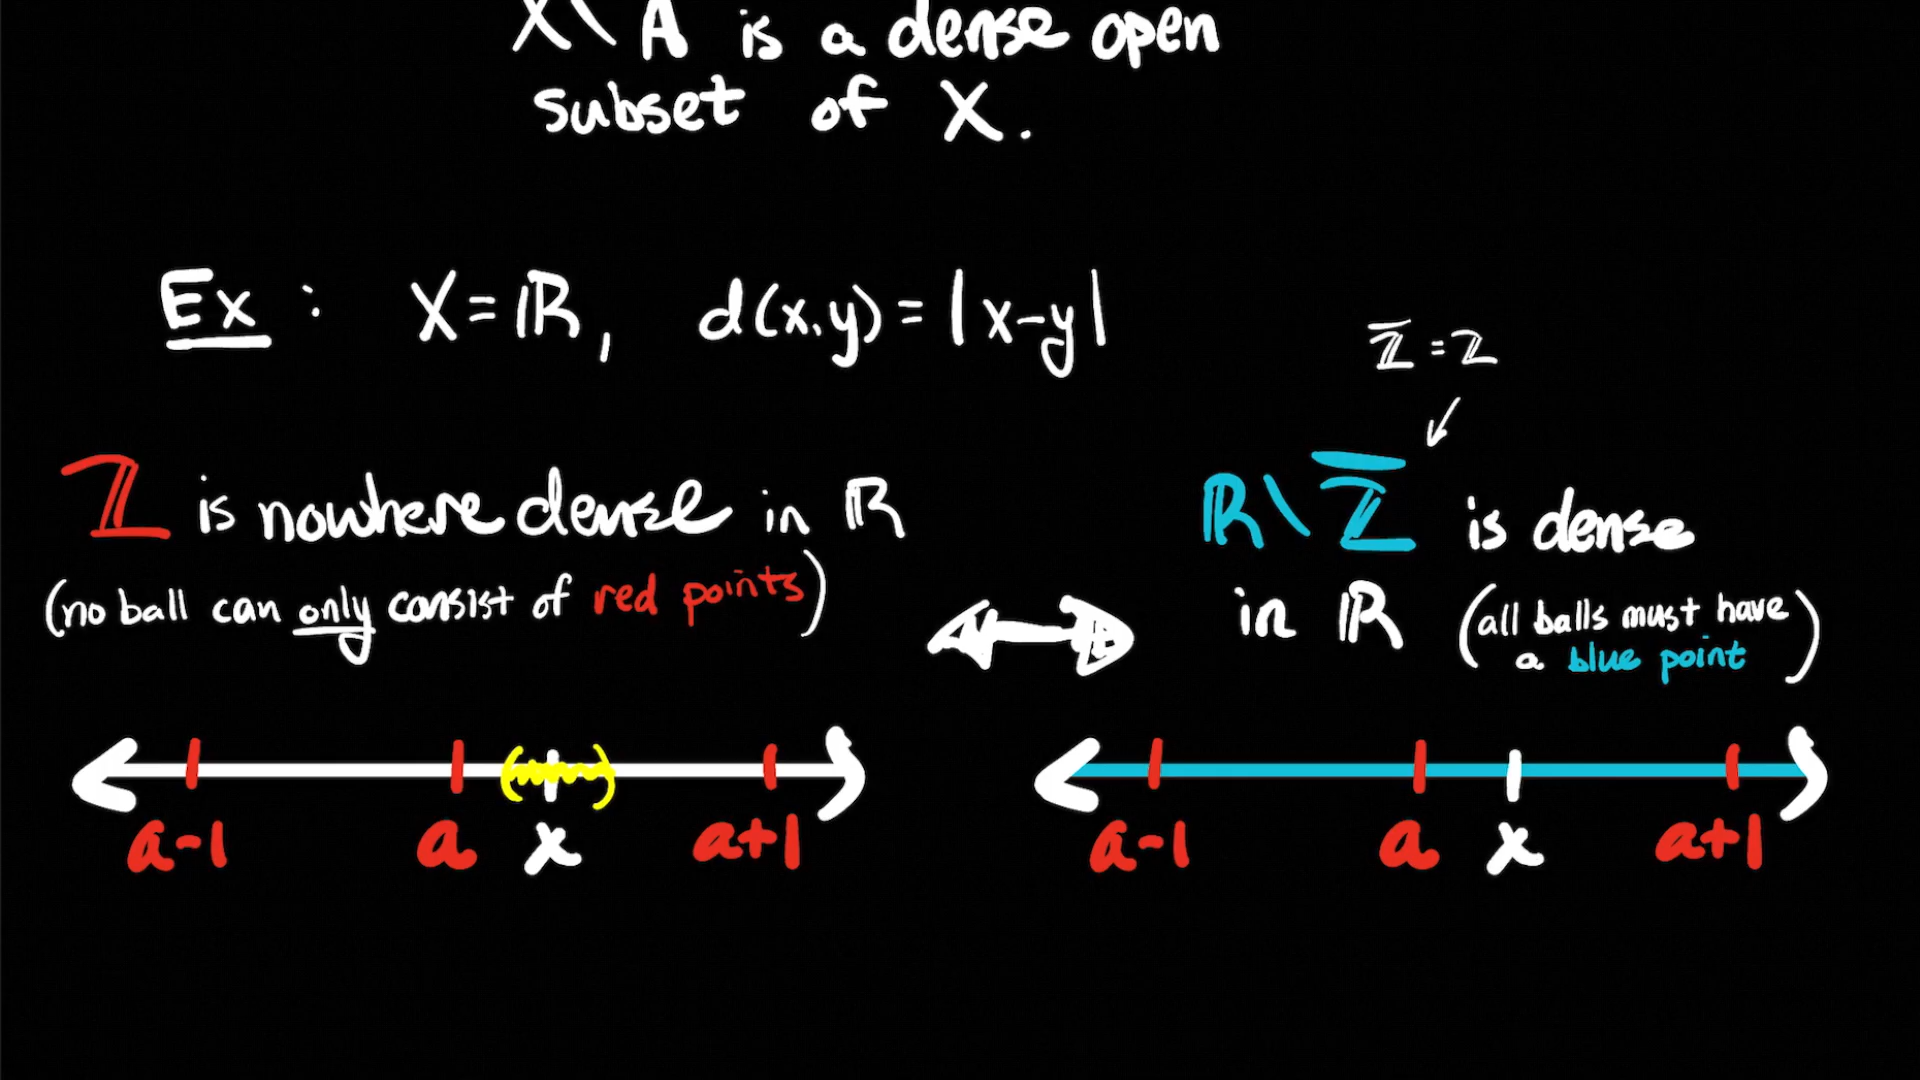 X\A is a dense open
subset of X.
Ex : X=ℝ, d(x,y)=|x-y|
ℤ̅=ℤ
ℤ is nowhere dense in ℝ
(no ball can only consist of red points)
ℝ\ℤ̅ is dense
in ℝ (all balls must have
a blue point)
a-1 a x a+1
a-1 a x a+1